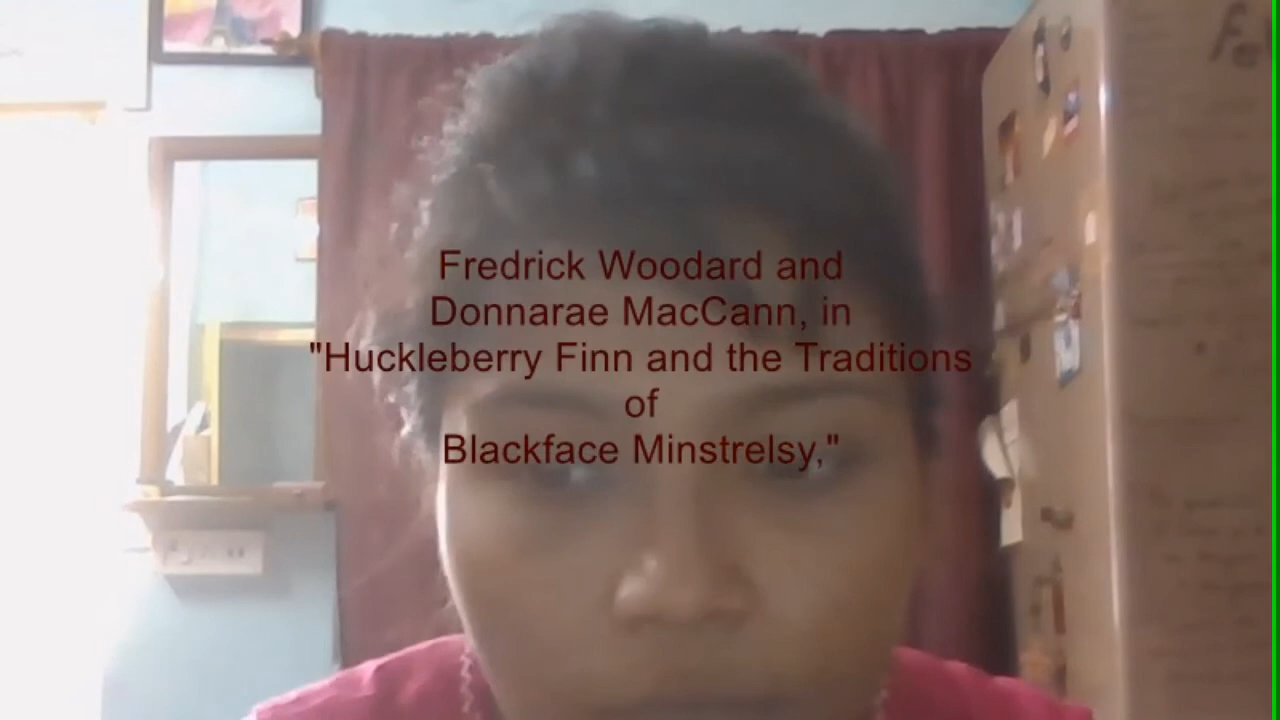 Fredrick Woodard and
Donnarae MacCann, in
"Huckleberry Finn and the Traditions
of
Blackface Minstrelsy,"